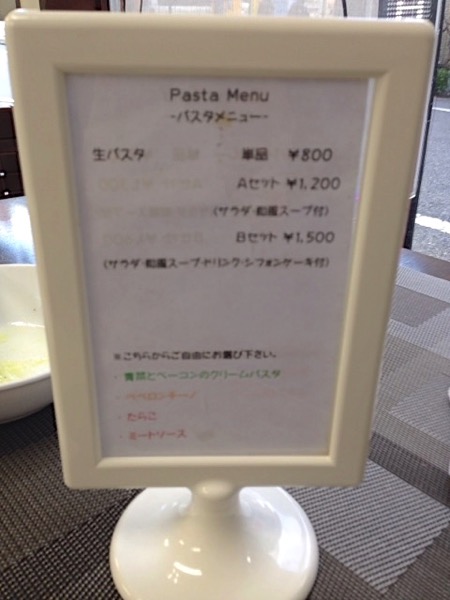 Pasta Menu
-パスタメニュー-
生パスタ 単品 ¥800
Aセット ¥1,200
(サラダ・和風スープ付)
Bセット ¥1,500
(サラダ・和風スープ・ドリンク・シフォンケーキ付)
※こちらからご自由にお選び下さい。
・青菜とベーコンのクリームパスタ
・ペペロンチーノ
・たらこ
・ミートソース